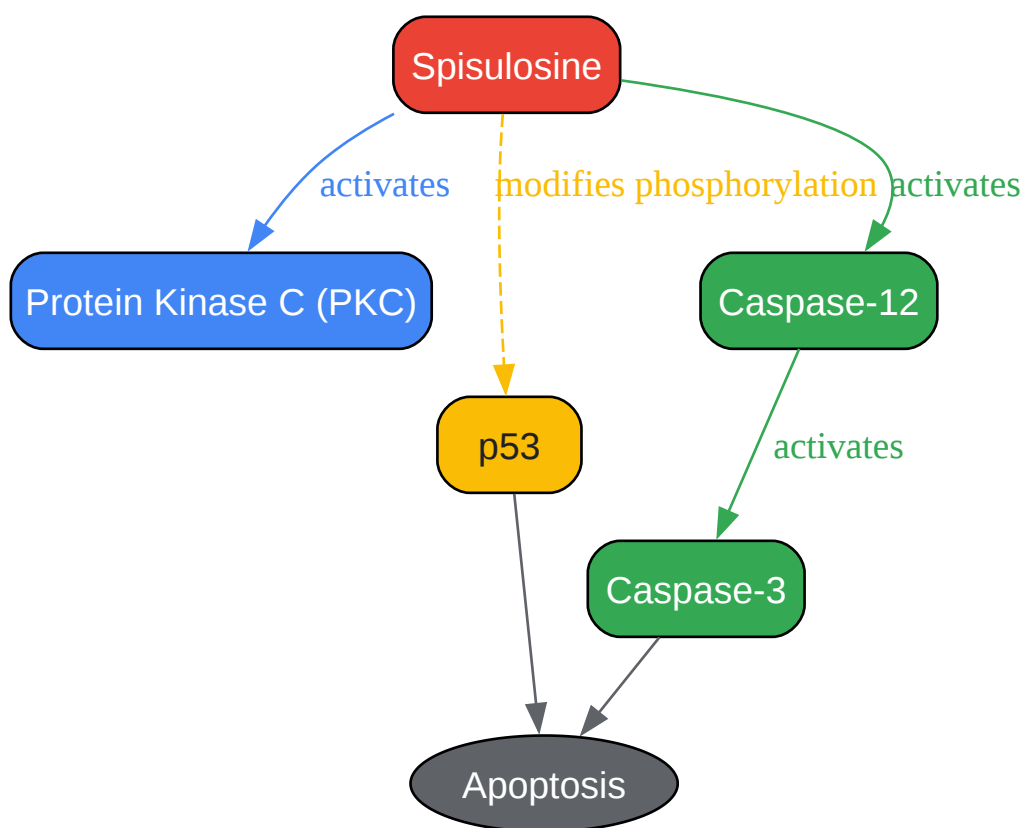 Spisulosine
activates
modifies phosphorylation
activates
Protein Kinase C (PKC)
Caspase-12
p53
activates
Caspase-3
Apoptosis